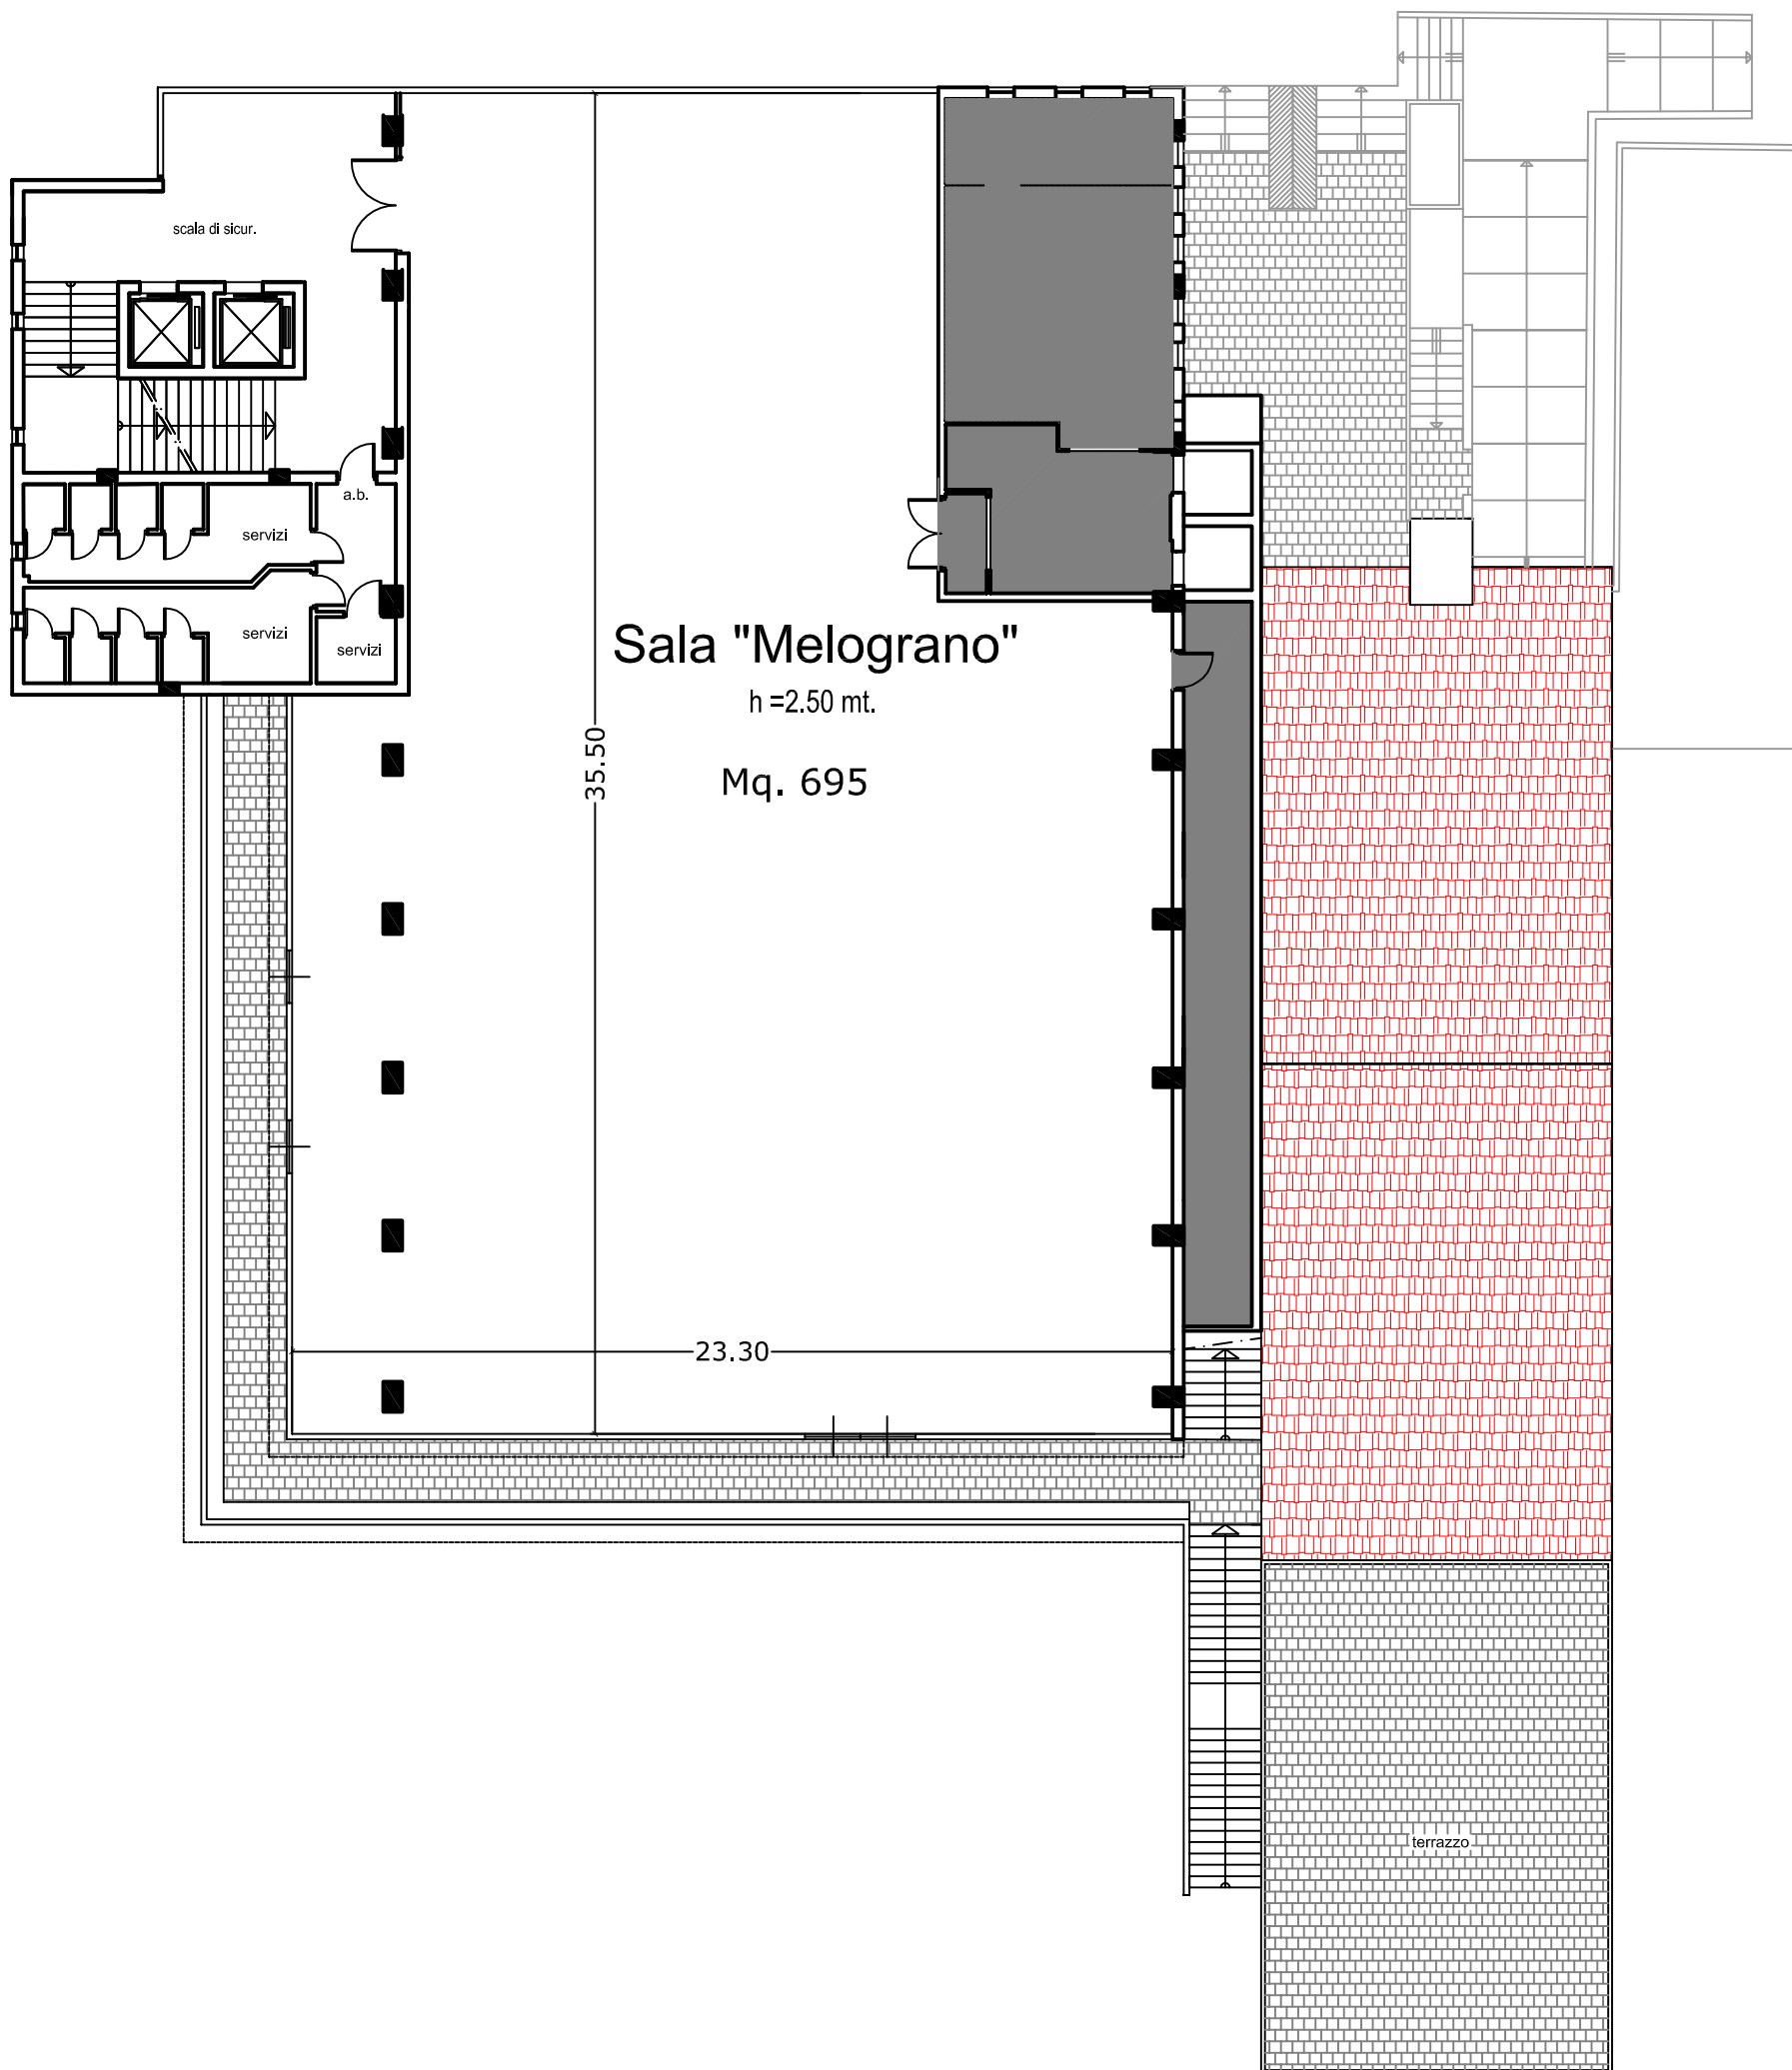 scala di sicur.
a.b.
servizi
servizi
servizi
Sala "Melograno"
h =2.50 mt.
35.50
Mq. 695
23.30
terrazzo